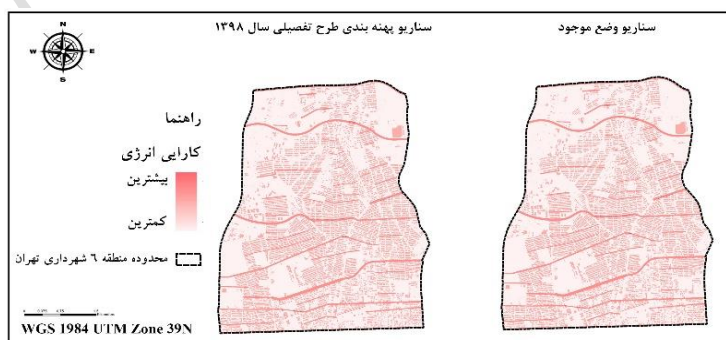 سناریو وضع موجود
سناریو پهنه بندی طرح تفصیلی سال ۱۳۹۸
N
W
E
S
راهنما
کارایی انرژی
بیشترین
کمترین
محدوده منطقه ۶ شهرداری تهران
WGS 1984 UTM Zone 39N